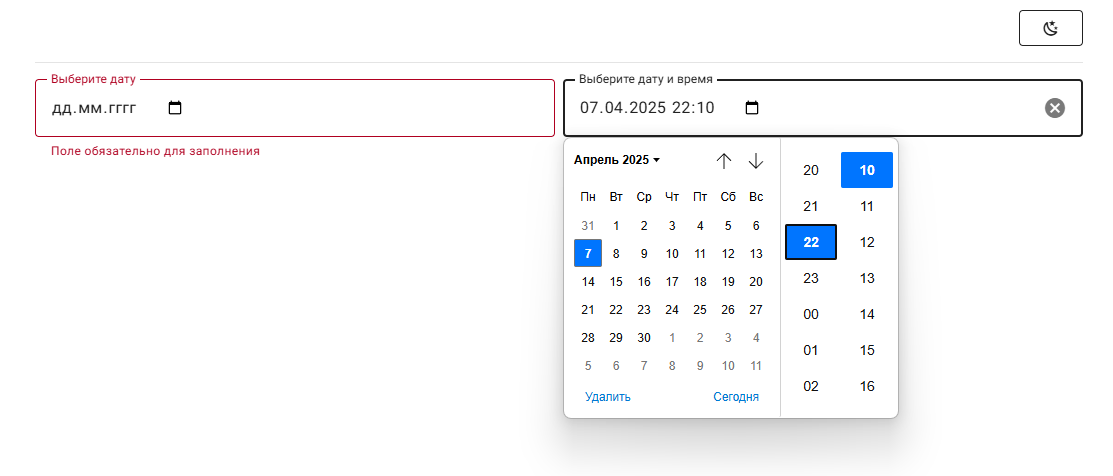 Выберите дату
дд.мм.гггг
Поле обязательно для заполнения
Выберите дату и время
07.04.2025 22:10
Апрель 2025
Пн Вт Ср Чт Пт Сб Вс
31 1 2 3 4 5 6
7 8 9 10 11 12 13
14 15 16 17 18 19 20
21 22 23 24 25 26 27
28 29 30 1 2 3 4
5 6 7 8 9 10 11
Удалить Сегодня
20 10
21 11
22 12
23 13
00 14
01 15
02 16